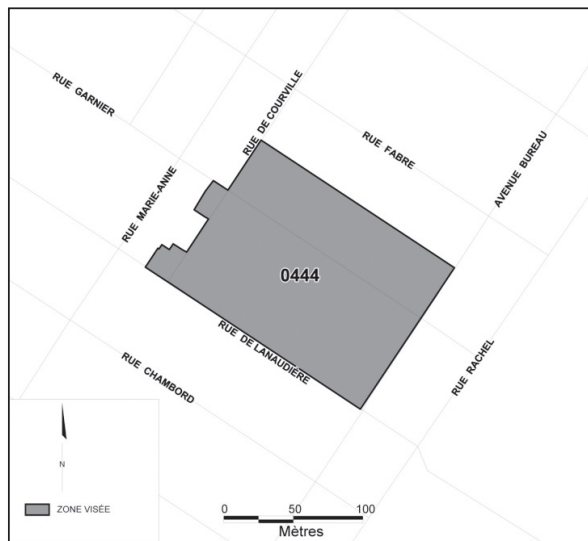 RUE GARNIER
RUE DE COURVILLE
RUE FABRE
AVENUE BUREAU
RUE MARIE-ANNE
0444
RUE DE LANAUDIÈRE
RUE RACHEL
RUE CHAMBORD
N
ZONE VISÉE
0 50 100
Mètres